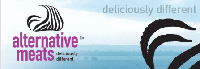 deliciously different
alternative™
meats deliciously
different